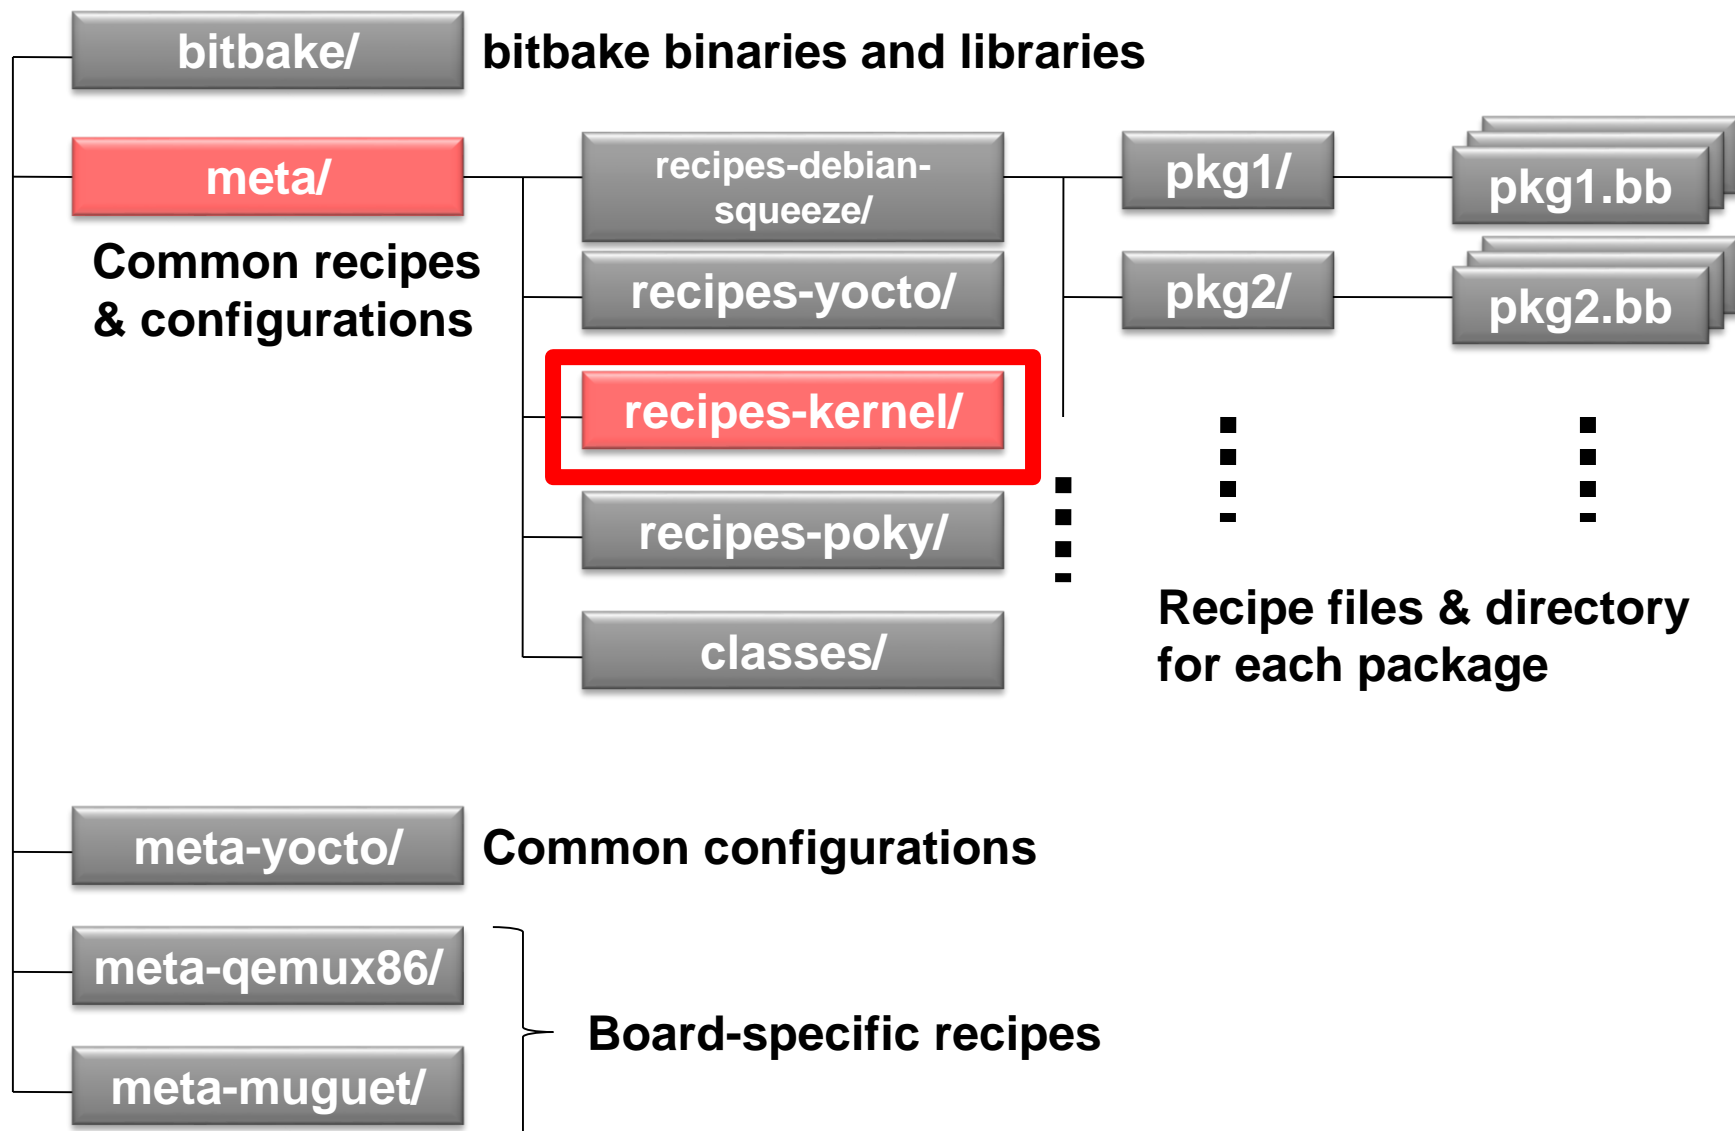 bitbake/
bitbake binaries and libraries
meta/
Common recipes
& configurations
recipes-debian-
squeeze/
recipes-yocto/
recipes-kernel/
recipes-poky/
classes/
pkg1/
pkg1.bb
pkg2/
pkg2.bb
Recipe files & directory
for each package
meta-yocto/
Common configurations
meta-qemux86/
meta-muguet/
Board-specific recipes